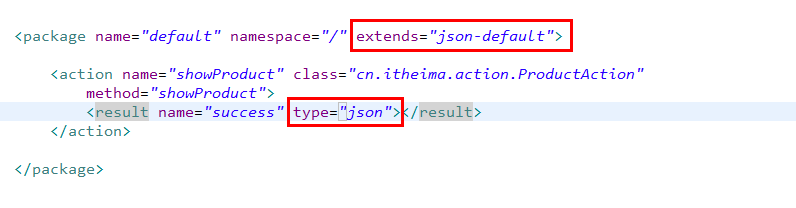 <package name="default" namespace="/" extends="json-default">
<action name="showProduct" class="cn.itheima.action.ProductAction"
method="showProduct">
<result name="success" type="json"></result>
</action>
</package>